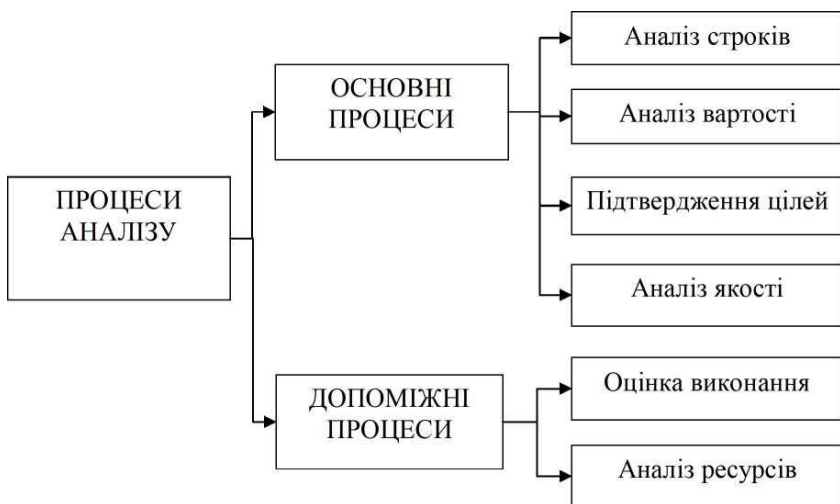 ПРОЦЕСИ
АНАЛІЗУ
ОСНОВНІ
ПРОЦЕСИ
Аналіз строків
Аналіз вартості
Підтвердження цілей
Аналіз якості
ДОПОМІЖНІ
ПРОЦЕСИ
Оцінка виконання
Аналіз ресурсів